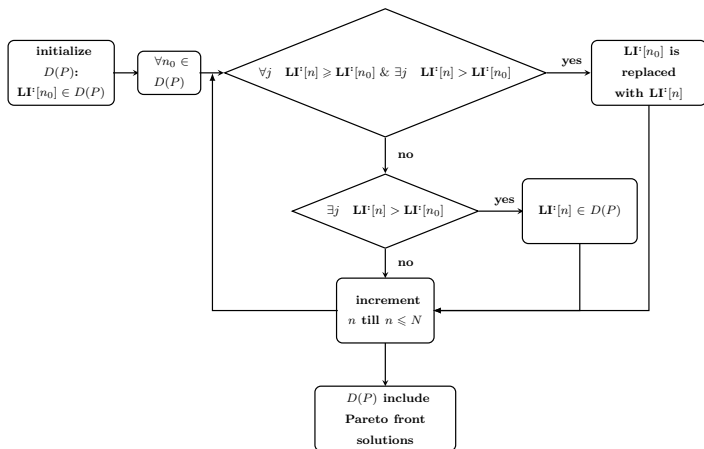 initialize
D(P):
LI:[n₀] ∈ D(P)
∀n₀ ∈
D(P)
∀j LI:[n] ⩾ LI:[n₀] & ∃j LI:[n] > LI:[n₀]
yes
LI:[n₀] is
replaced
with LI:[n]
no
∃j LI:[n] > LI:[n₀]
yes
LI:[n] ∈ D(P)
no
increment
n till n ⩽ N
D(P) include
Pareto front
solutions